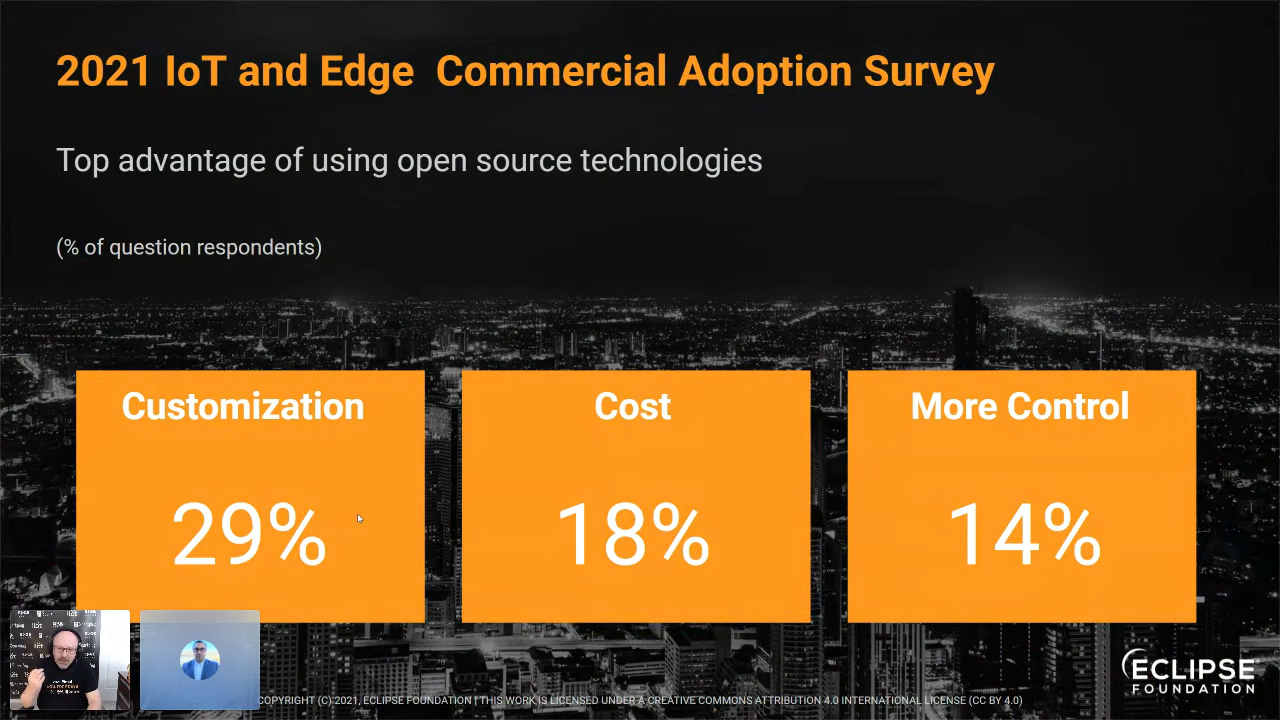 2021 IoT and Edge  Commercial Adoption Survey
Top advantage of using open source technologies
(% of question respondents)
Customization
29%
Cost
18%
More Control
14%
COPYRIGHT (C) 2021, ECLIPSE FOUNDATION | THIS WORK IS LICENSED UNDER A CREATIVE COMMONS ATTRIBUTION 4.0 INTERNATIONAL LICENSE (CC BY 4.0)
ECLIPSE
FOUNDATION